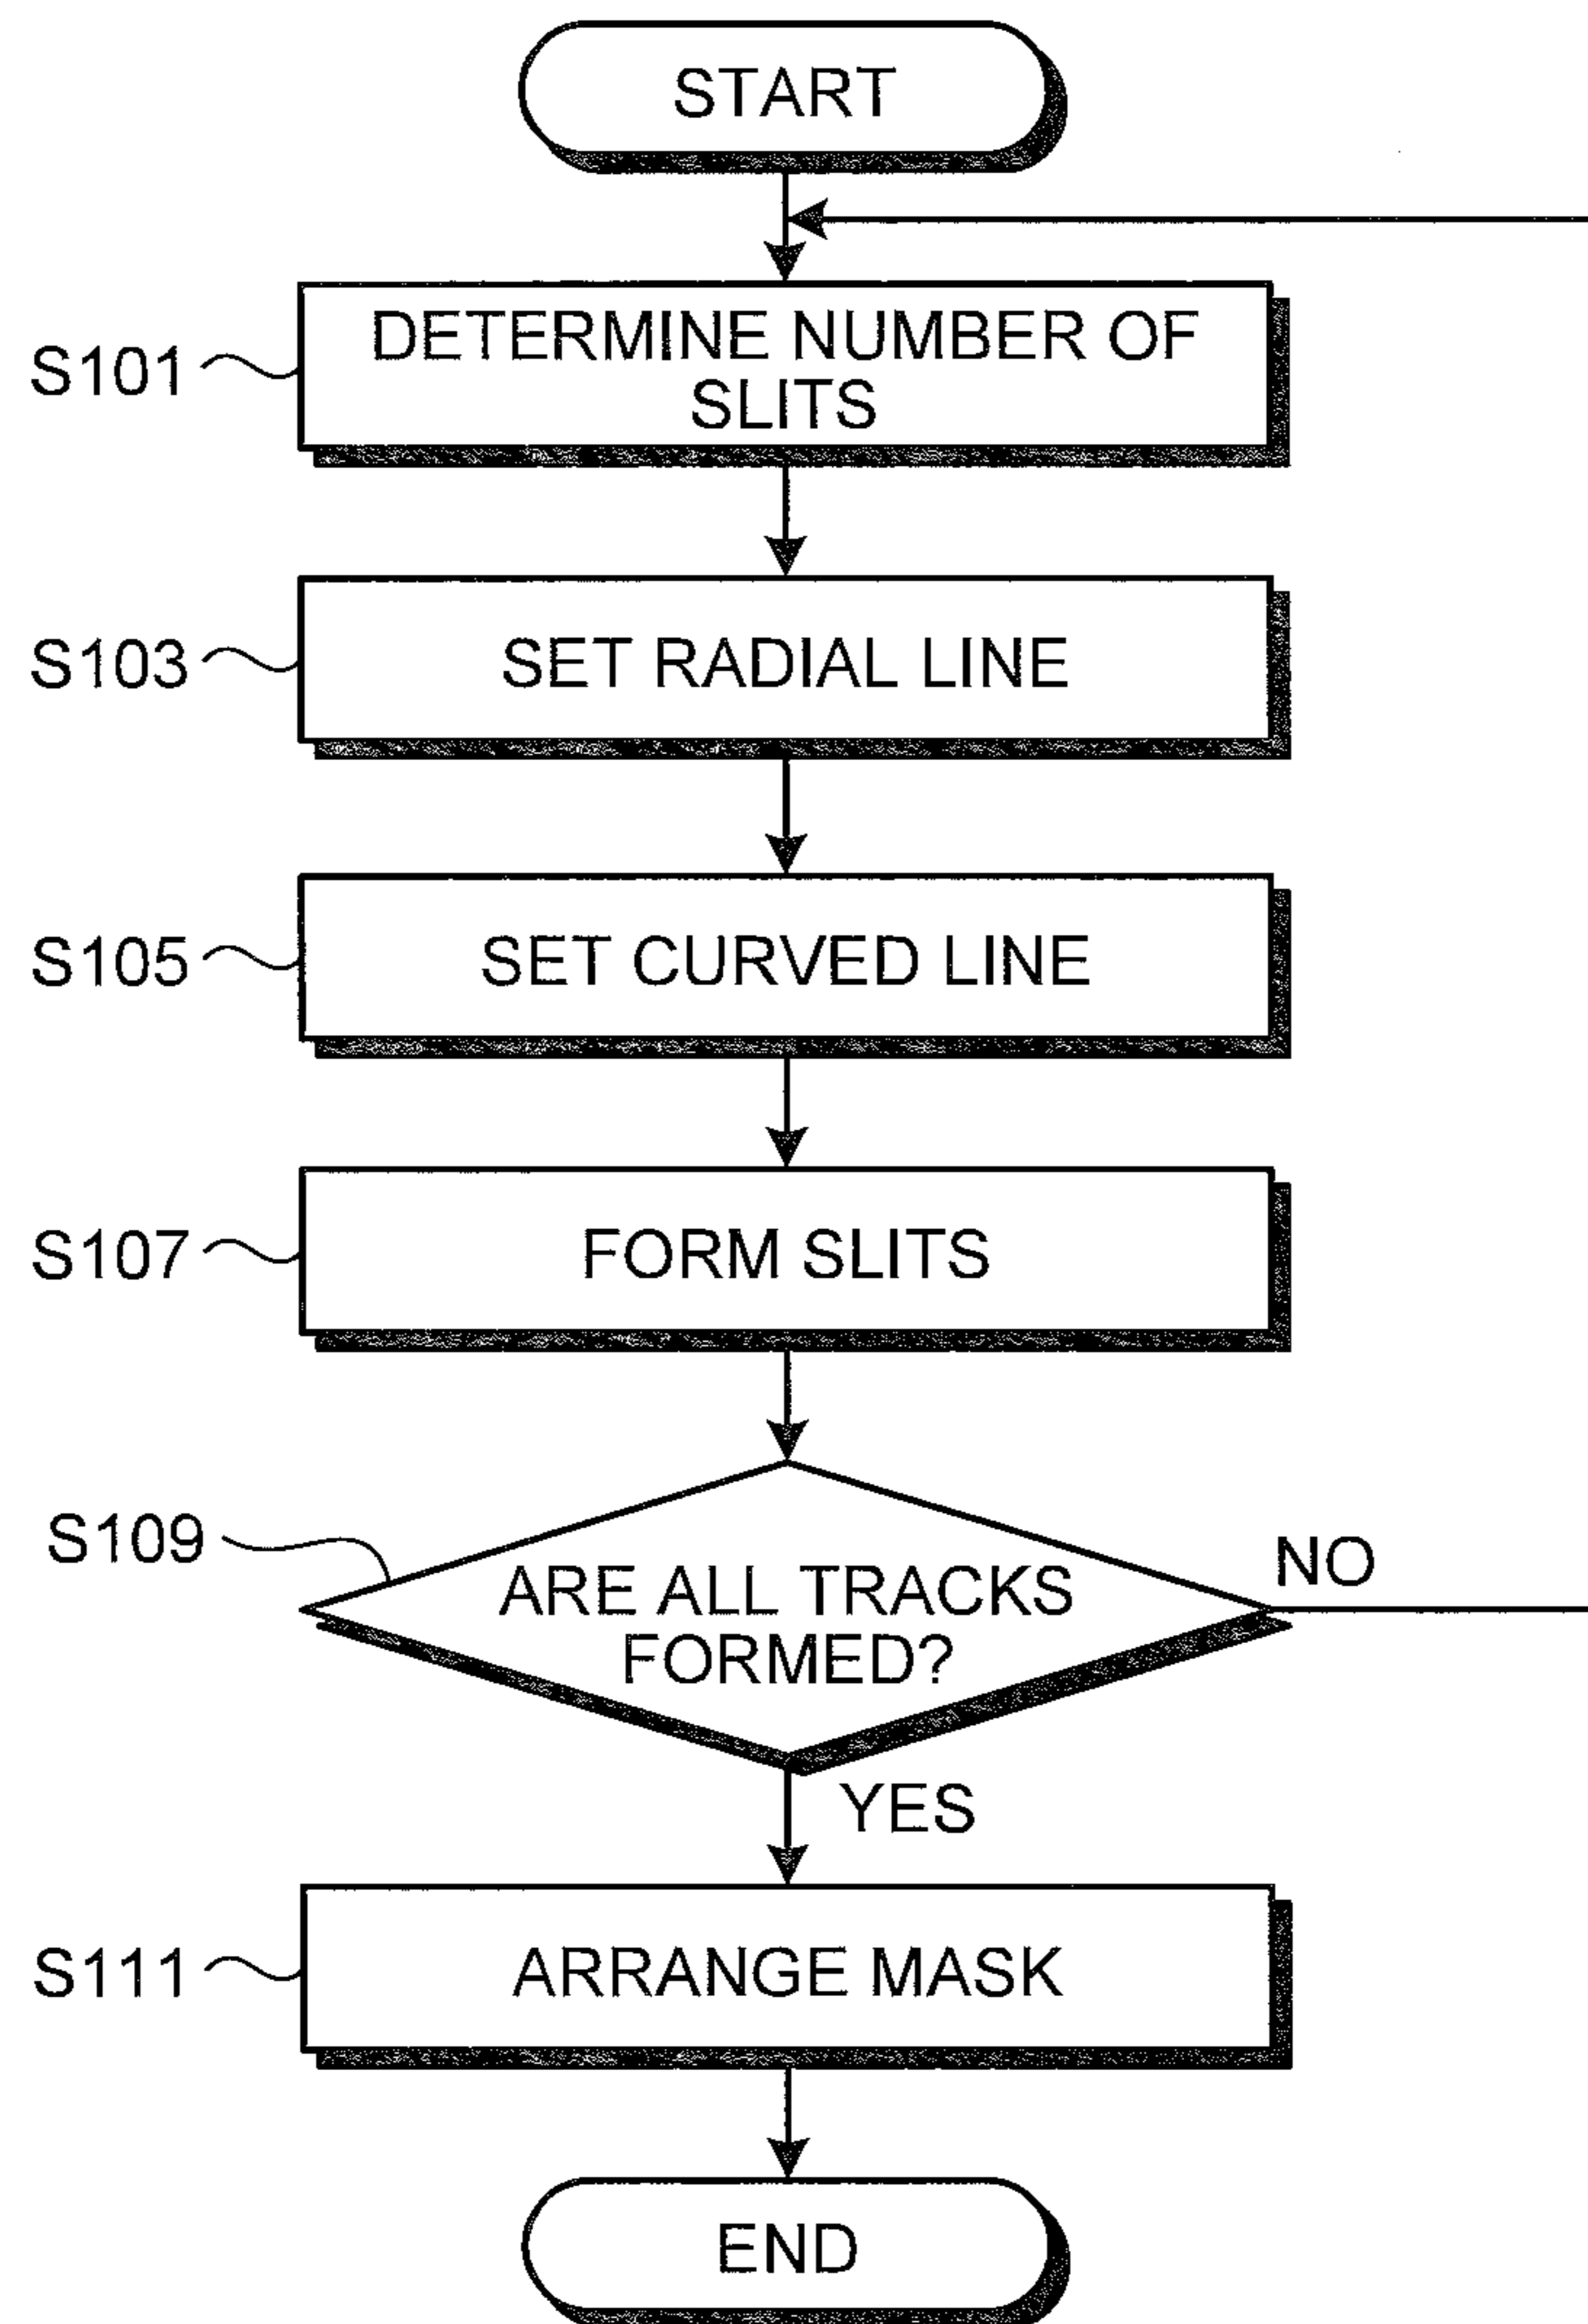 START
S101
DETERMINE NUMBER OF
SLITS
S103
SET RADIAL LINE
S105
SET CURVED LINE
S107
FORM SLITS
S109
ARE ALL TRACKS
FORMED?
NO
YES
S111
ARRANGE MASK
END